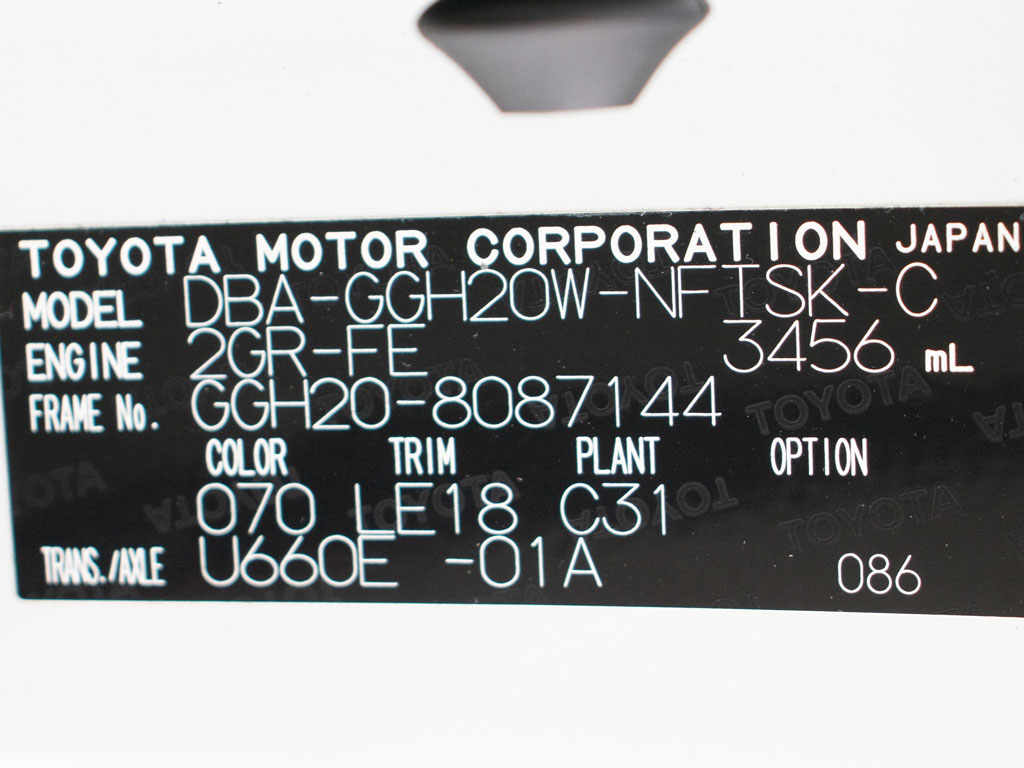 TOYOTA MOTOR CORPORATION JAPAN
MODEL DBA-GGH20W-NFTSK-C
ENGINE 2GR-FE 3456 mL
FRAME No. GGH20-8087144
COLOR TRIM PLANT OPTION
070 LE18 C31
TRANS./AXLE U660E -01A 086